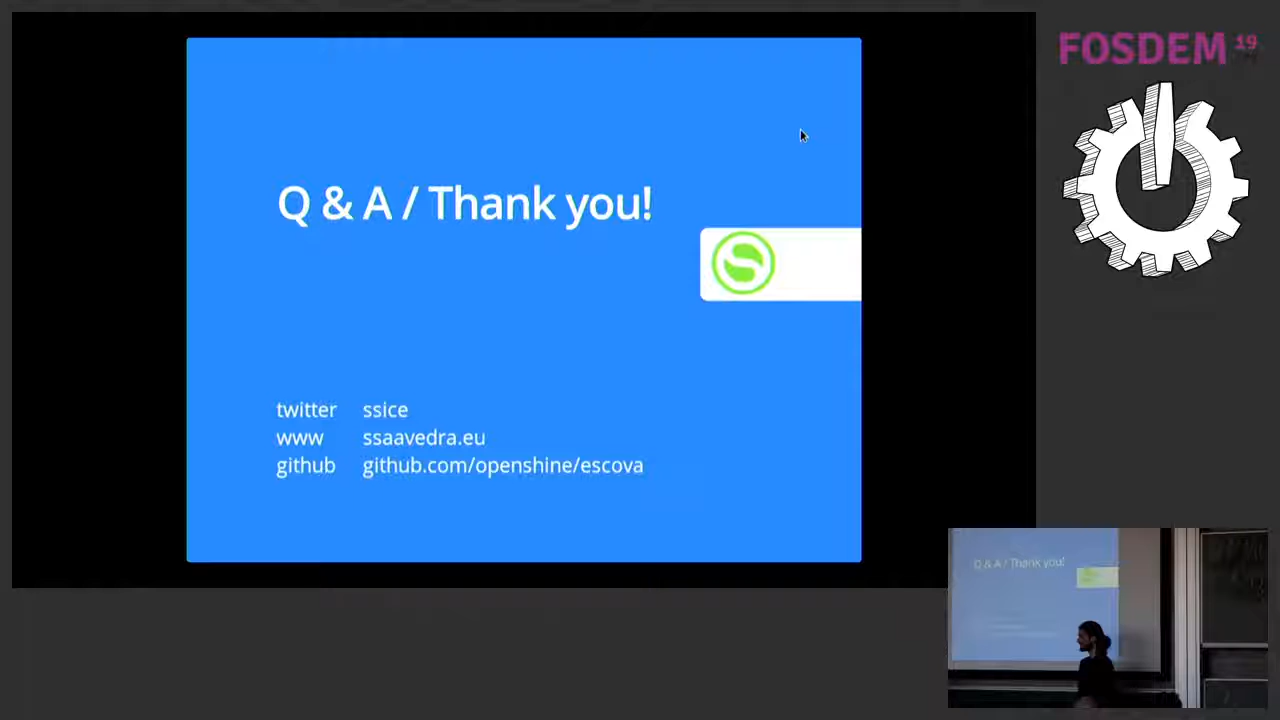 FOSDEM 19
Q & A / Thank you!
twitter ssice
www ssaavedra.eu
github github.com/openshine/escova
Q & A / Thank you!